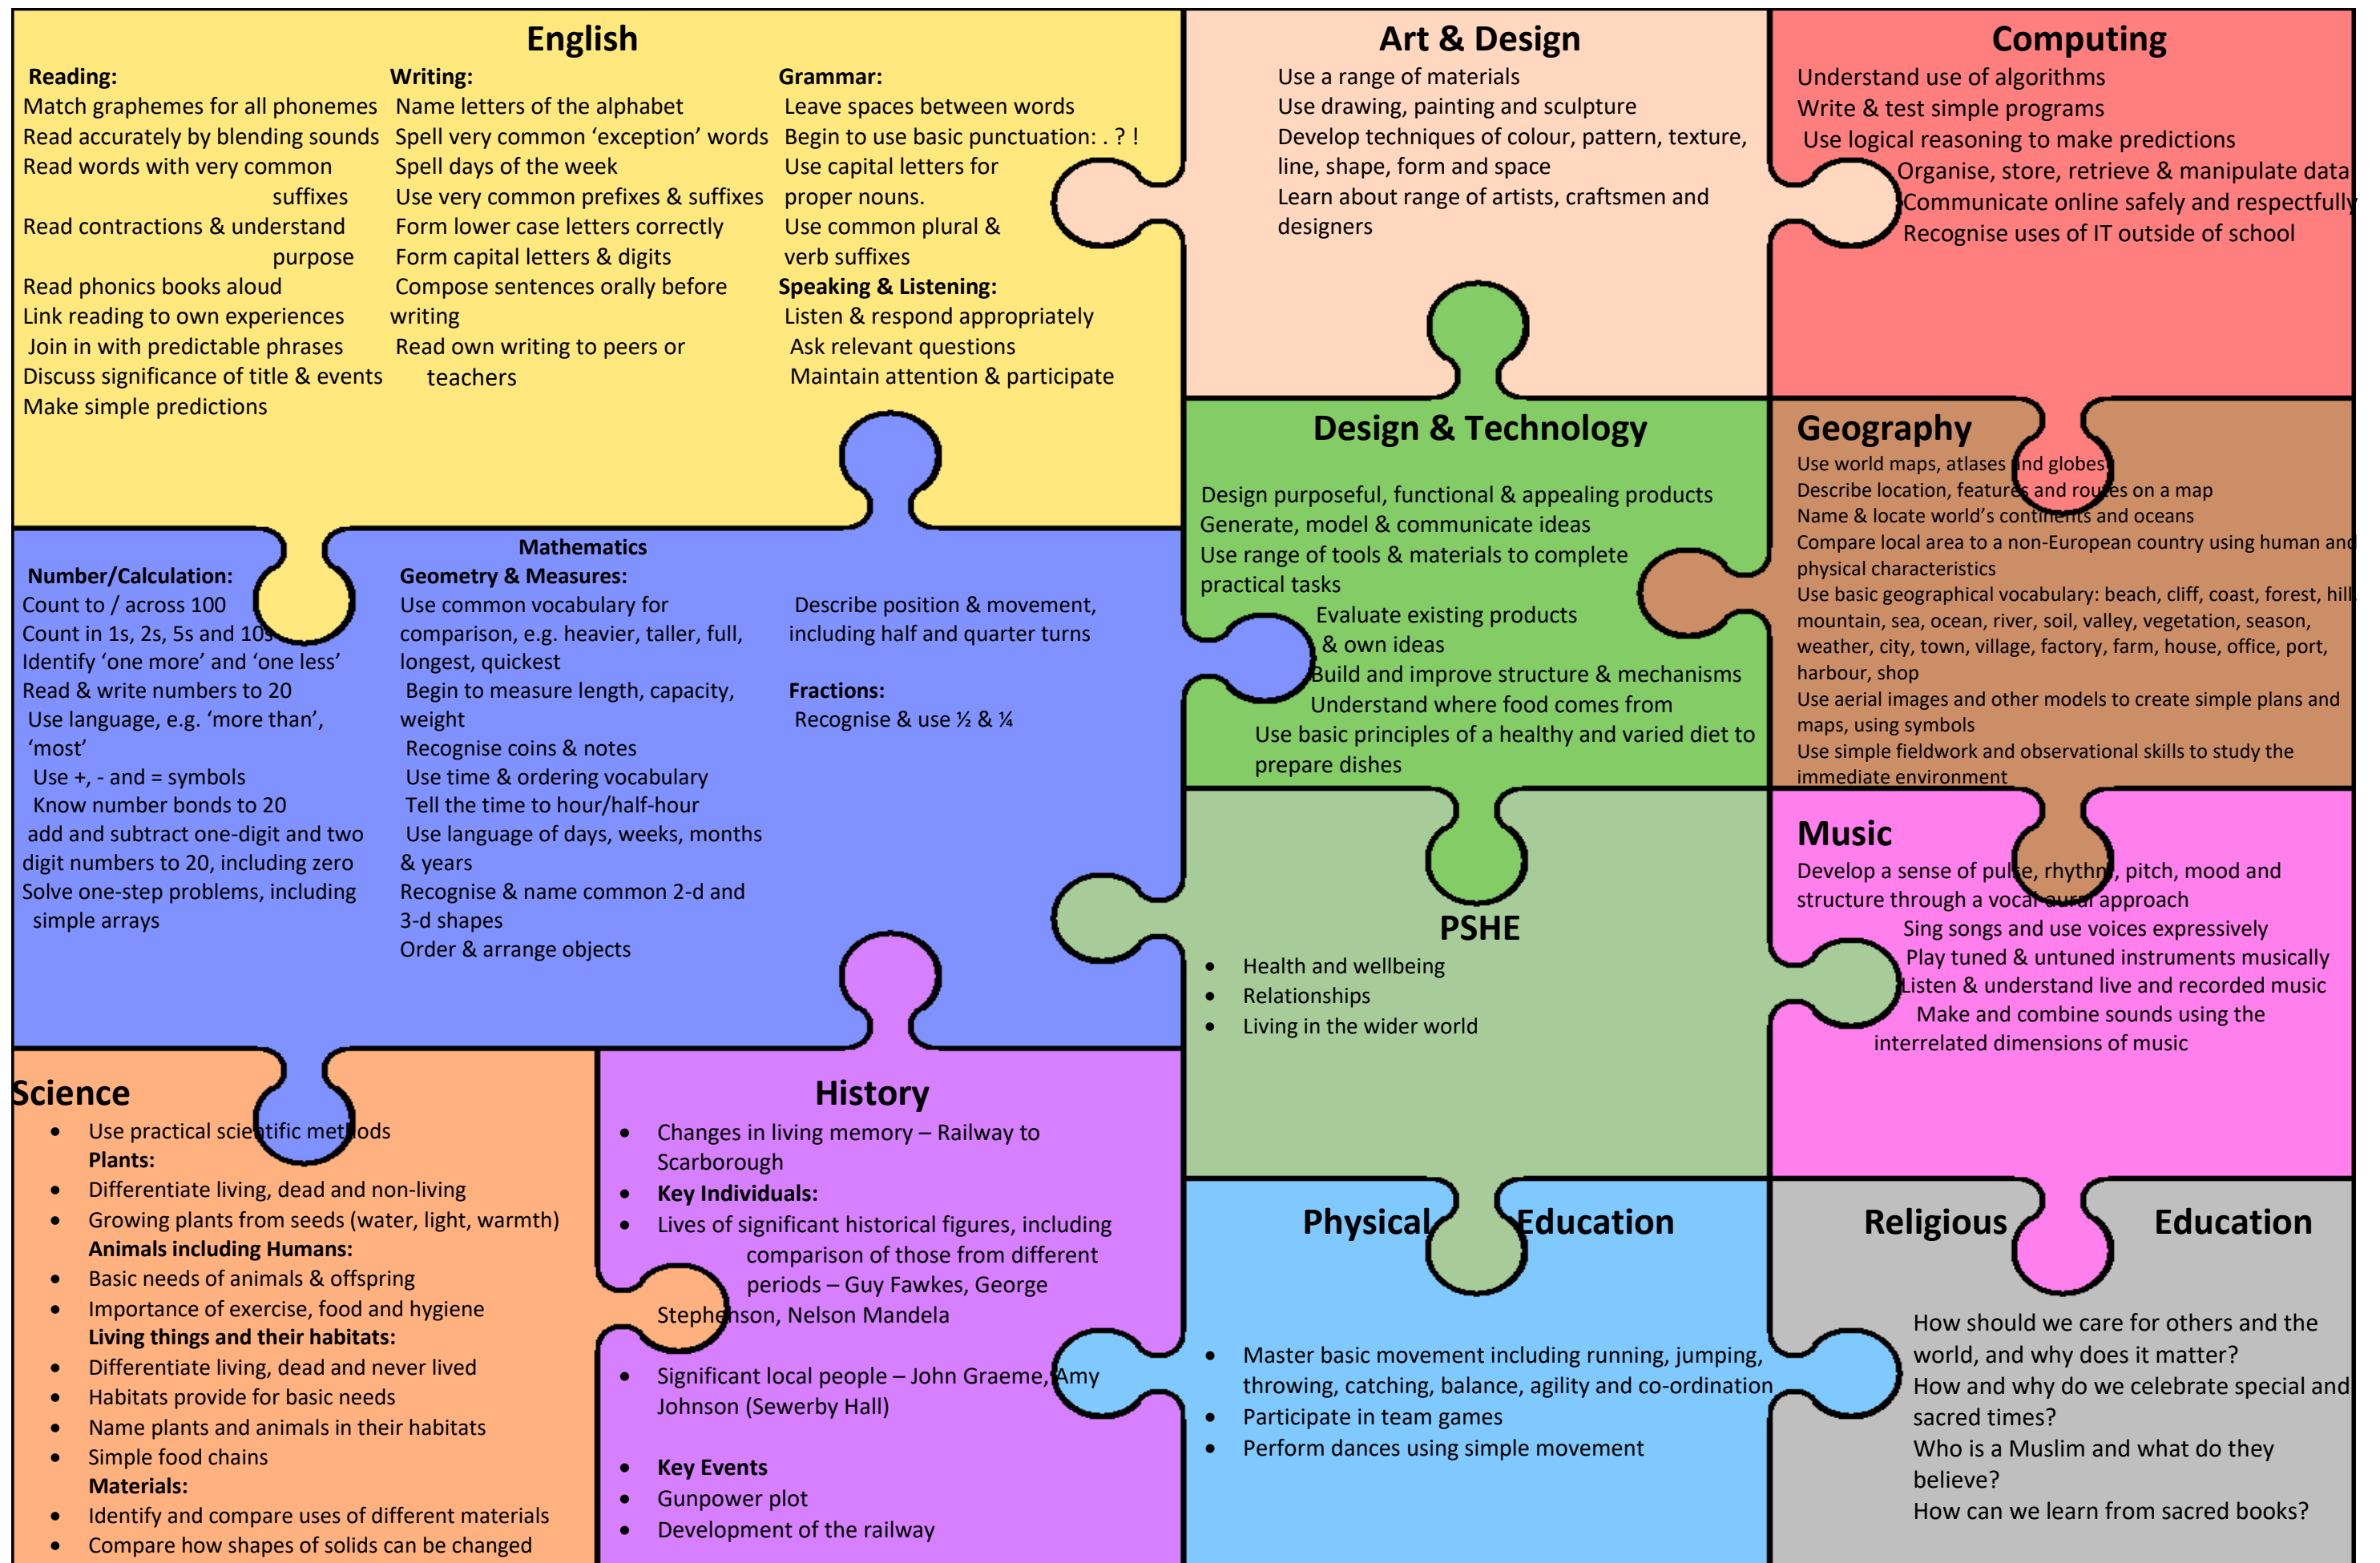 English
Reading:
Match graphemes for all phonemes
Read accurately by blending sounds
Read words with very common
suffixes
Read contractions & understand
purpose
Read phonics books aloud
Link reading to own experiences
Join in with predictable phrases
Discuss significance of title & events
Make simple predictions
Writing:
Name letters of the alphabet
Spell very common ‘exception’ words
Spell days of the week
Use very common prefixes & suffixes
Form lower case letters correctly
Form capital letters & digits
Compose sentences orally before
writing
Read own writing to peers or
teachers
Grammar:
Leave spaces between words
Begin to use basic punctuation: . ? !
Use capital letters for
proper nouns.
Use common plural &
verb suffixes
Speaking & Listening:
Listen & respond appropriately
Ask relevant questions
Maintain attention & participate
Art & Design
Use a range of materials
Use drawing, painting and sculpture
Develop techniques of colour, pattern, texture,
line, shape, form and space
Learn about range of artists, craftsmen and
designers
Computing
Understand use of algorithms
Write & test simple programs
Use logical reasoning to make predictions
Organise, store, retrieve & manipulate data
Communicate online safely and respectfully
Recognise uses of IT outside of school
Mathematics
Number/Calculation:
Count to / across 100
Count in 1s, 2s, 5s and 10s
Identify ‘one more’ and ‘one less’
Read & write numbers to 20
Use language, e.g. ‘more than’,
‘most’
Use +, - and = symbols
Know number bonds to 20
add and subtract one-digit and two
digit numbers to 20, including zero
Solve one-step problems, including
simple arrays
Geometry & Measures:
Use common vocabulary for
comparison, e.g. heavier, taller, full,
longest, quickest
Begin to measure length, capacity,
weight
Recognise coins & notes
Use time & ordering vocabulary
Tell the time to hour/half-hour
Use language of days, weeks, months
& years
Recognise & name common 2-d and
3-d shapes
Order & arrange objects
Describe position & movement,
including half and quarter turns
Fractions:
Recognise & use ½ & ¼
Design & Technology
Design purposeful, functional & appealing products
Generate, model & communicate ideas
Use range of tools & materials to complete
practical tasks
Evaluate existing products
& own ideas
Build and improve structure & mechanisms
Understand where food comes from
Use basic principles of a healthy and varied diet to
prepare dishes
Geography
Use world maps, atlases and globes
Describe location, features and routes on a map
Name & locate world’s continents and oceans
Compare local area to a non-European country using human and
physical characteristics
Use basic geographical vocabulary: beach, cliff, coast, forest, hill,
mountain, sea, ocean, river, soil, valley, vegetation, season,
weather, city, town, village, factory, farm, house, office, port,
harbour, shop
Use aerial images and other models to create simple plans and
maps, using symbols
Use simple fieldwork and observational skills to study the
immediate environment
PSHE
• Health and wellbeing
• Relationships
• Living in the wider world
Music
Develop a sense of pulse, rhythm, pitch, mood and
structure through a vocal-aural approach
Sing songs and use voices expressively
Play tuned & untuned instruments musically
Listen & understand live and recorded music
Make and combine sounds using the
interrelated dimensions of music
Science
• Use practical scientific methods
Plants:
• Differentiate living, dead and non-living
• Growing plants from seeds (water, light, warmth)
Animals including Humans:
• Basic needs of animals & offspring
• Importance of exercise, food and hygiene
Living things and their habitats:
• Differentiate living, dead and never lived
• Habitats provide for basic needs
• Name plants and animals in their habitats
• Simple food chains
Materials:
• Identify and compare uses of different materials
• Compare how shapes of solids can be changed
History
• Changes in living memory – Railway to
Scarborough
• Key Individuals:
• Lives of significant historical figures, including
comparison of those from different
periods – Guy Fawkes, George
Stephenson, Nelson Mandela
• Significant local people – John Graeme, Amy
Johnson (Sewerby Hall)
• Key Events
• Gunpower plot
• Development of the railway
Physical Education
• Master basic movement including running, jumping,
throwing, catching, balance, agility and co-ordination
• Participate in team games
• Perform dances using simple movement
Religious Education
How should we care for others and the
world, and why does it matter?
How and why do we celebrate special and
sacred times?
Who is a Muslim and what do they
believe?
How can we learn from sacred books?